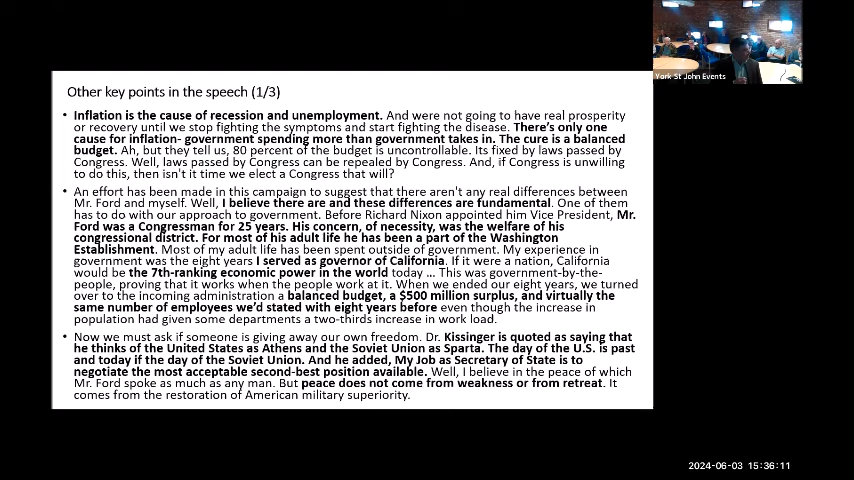 York St John Events
Other key points in the speech (1/3)
• Inflation is the cause of recession and unemployment. And were not going to have real prosperity
or recovery until we stop fighting the symptoms and start fighting the disease. There's only one
cause for inflation- government spending more than government takes in. The cure is a balanced
budget. Ah, but they tell us, 80 percent of the budget is uncontrollable. Its fixed by laws passed by
Congress. Well, laws passed by Congress can be repealed by Congress. And, if Congress is unwilling
to do this, then isn't it time we elect a Congress that will?
• An effort has been made in this campaign to suggest that there aren't any real differences between
Mr. Ford and myself. Well, I believe there are and these differences are fundamental. One of them
has to do with our approach to government. Before Richard Nixon appointed him Vice President, Mr.
Ford was a Congressman for 25 years. His concern, of necessity, was the welfare of his
congressional district. For most of his adult life he has been a part of the Washington
Establishment. Most of my adult life has been spent outside of government. My experience in
government was the eight years I served as governor of California. If it were a nation, California
would be the 7th-ranking economic power in the world today … This was government-by-the-
people, proving that it works when the people work at it. When we ended our eight years, we turned
over to the incoming administration a balanced budget, a $500 million surplus, and virtually the
same number of employees we'd stated with eight years before even though the increase in
population had given some departments a two-thirds increase in work load.
• Now we must ask if someone is giving away our own freedom. Dr. Kissinger is quoted as saying that
he thinks of the United States as Athens and the Soviet Union as Sparta. The day of the U.S. is past
and today if the day of the Soviet Union. And he added, My Job as Secretary of State is to
negotiate the most acceptable second-best position available. Well, I believe in the peace of which
Mr. Ford spoke as much as any man. But peace does not come from weakness or from retreat. It
comes from the restoration of American military superiority.
2024-06-03 15:36:11